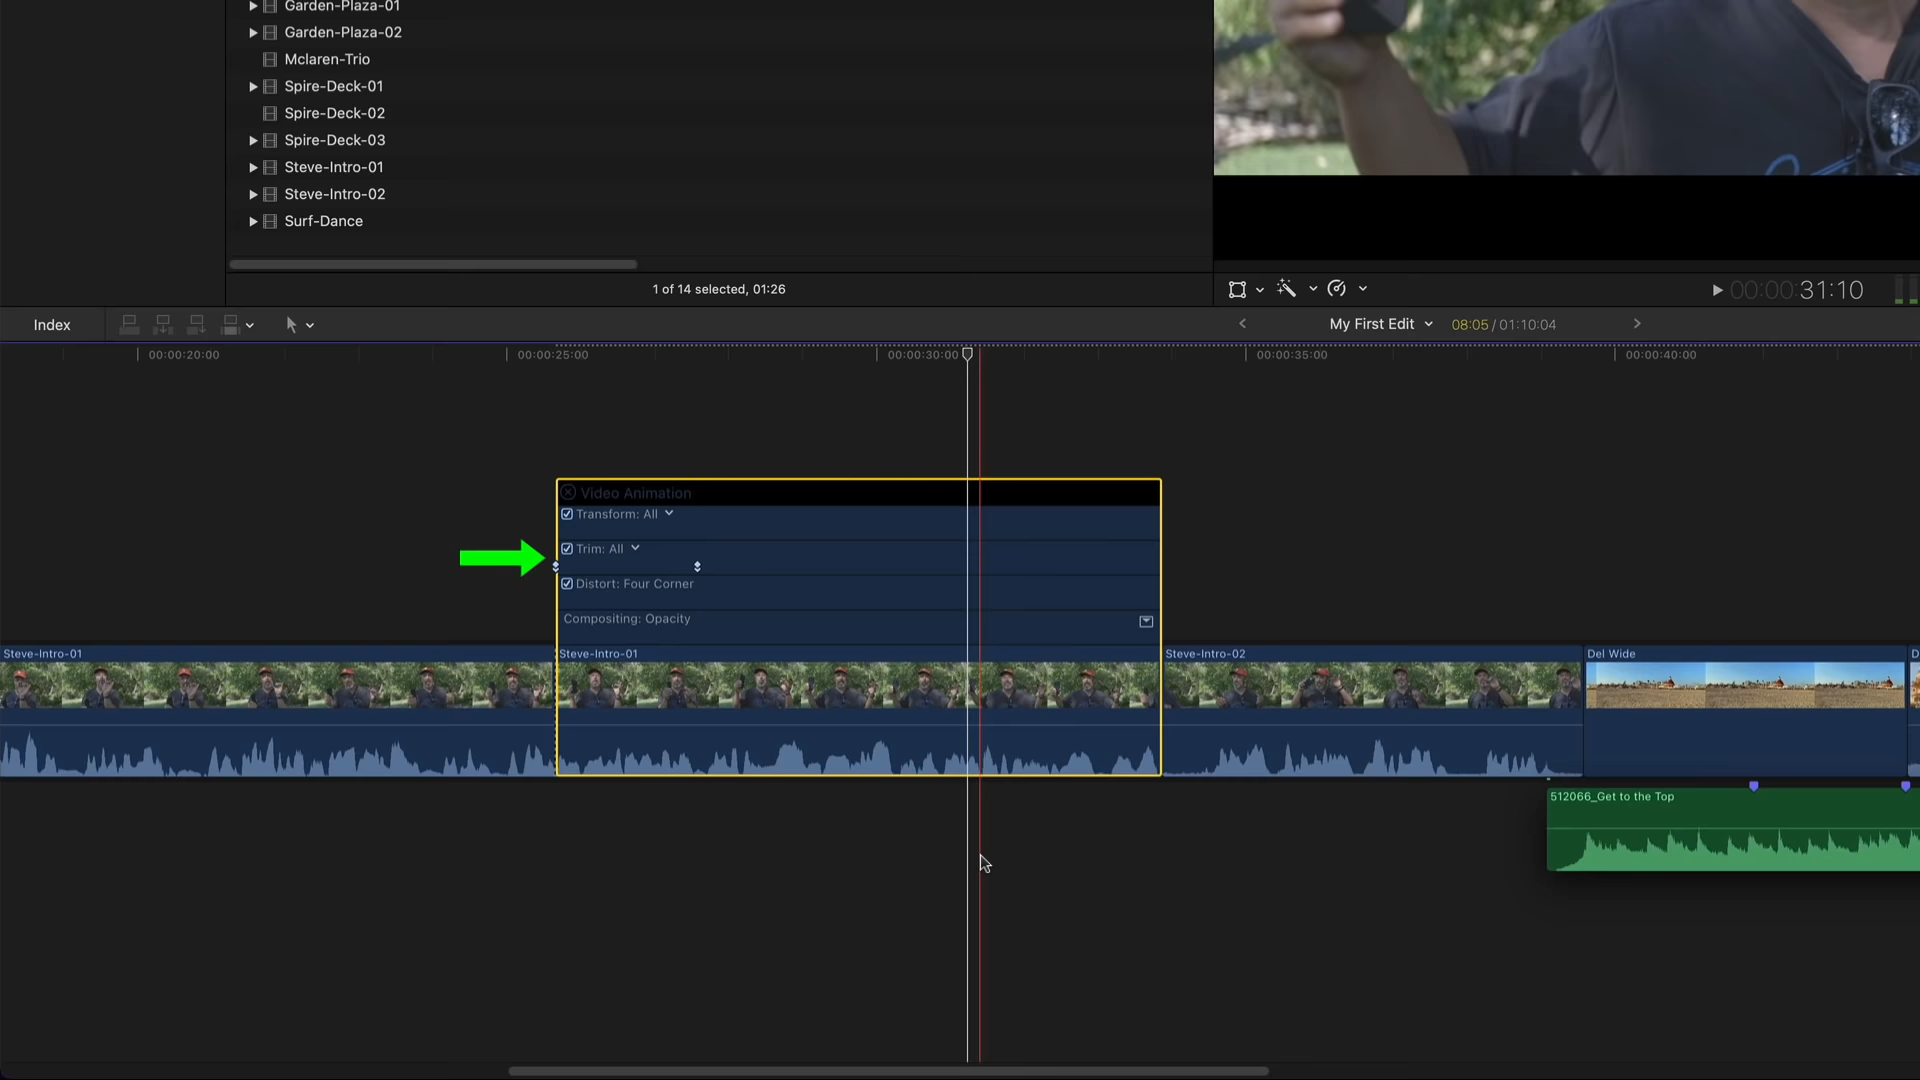 Garden-Plaza-01
Garden-Plaza-02
Mclaren-Trio
Spire-Deck-01
Spire-Deck-02
Spire-Deck-03
Steve-Intro-01
Steve-Intro-02
Surf-Dance
1 of 14 selected, 01:26
00:00:31:10
Index
My First Edit
08:05 / 01:10:04
00:00:20:00
00:00:25:00
00:00:30:00
00:00:35:00
00:00:40:00
Video Animation
Transform: All
Trim: All
Distort: Four Corner
Compositing: Opacity
Steve-Intro-01
Steve-Intro-01
Steve-Intro-02
Del Wide
D
512066_Get to the Top